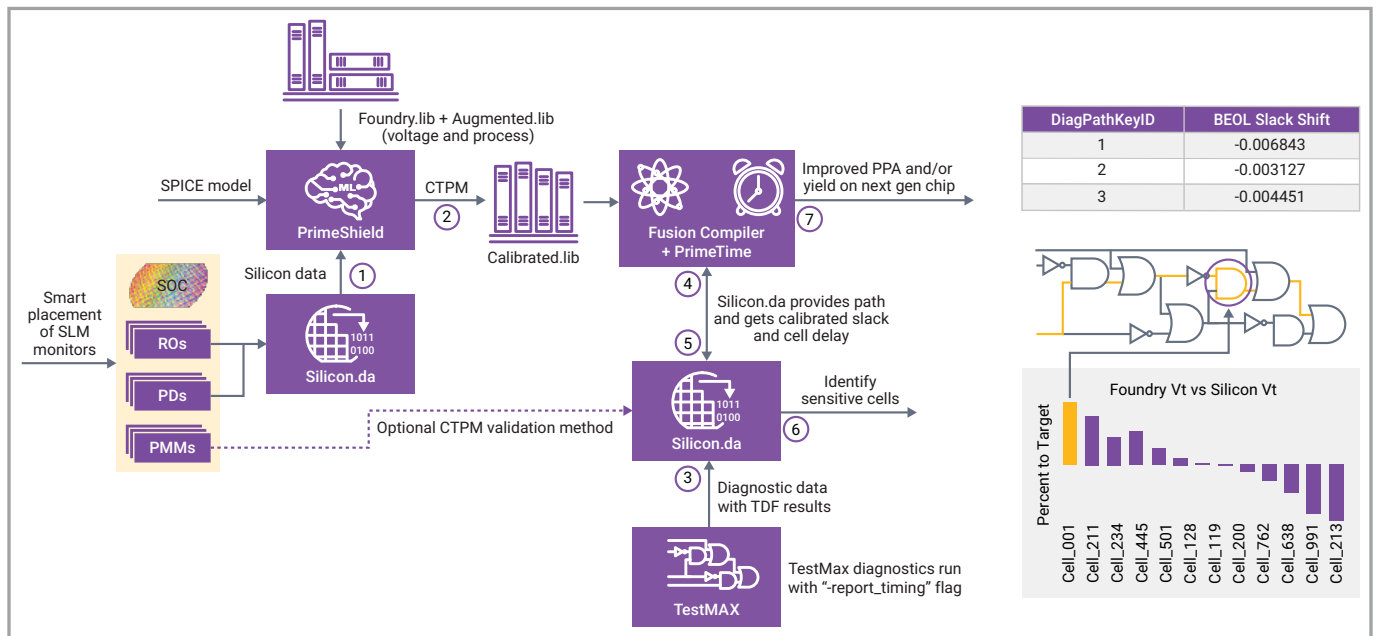 Foundry.lib + Augmented.lib
(voltage and process)
SPICE model
ML
PrimeShield
CTPM
2
Calibrated.lib
Fusion Compiler
+ PrimeTime
Improved PPA and/or
yield on next gen chip
7
Silicon data
1
Smart
placement
of SLM
monitors
SOC
ROs
PDs
PMMs
1011
0100
Silicon.da
4
Silicon.da provides path
and gets calibrated slack
and cell delay
5
Optional CTPM validation method
1011
0100
Silicon.da
Identify
sensitive cells
6
3
Diagnostic data
with TDF results
TestMAX
TestMax diagnostics run
with “-report_timing” flag
DiagPathKeyID BEOL Slack Shift
1 -0.006843
2 -0.003127
3 -0.004451
Foundry Vt vs Silicon Vt
Percent to Target
Cell_001
Cell_211
Cell_234
Cell_445
Cell_501
Cell_128
Cell_119
Cell_200
Cell_762
Cell_638
Cell_991
Cell_213